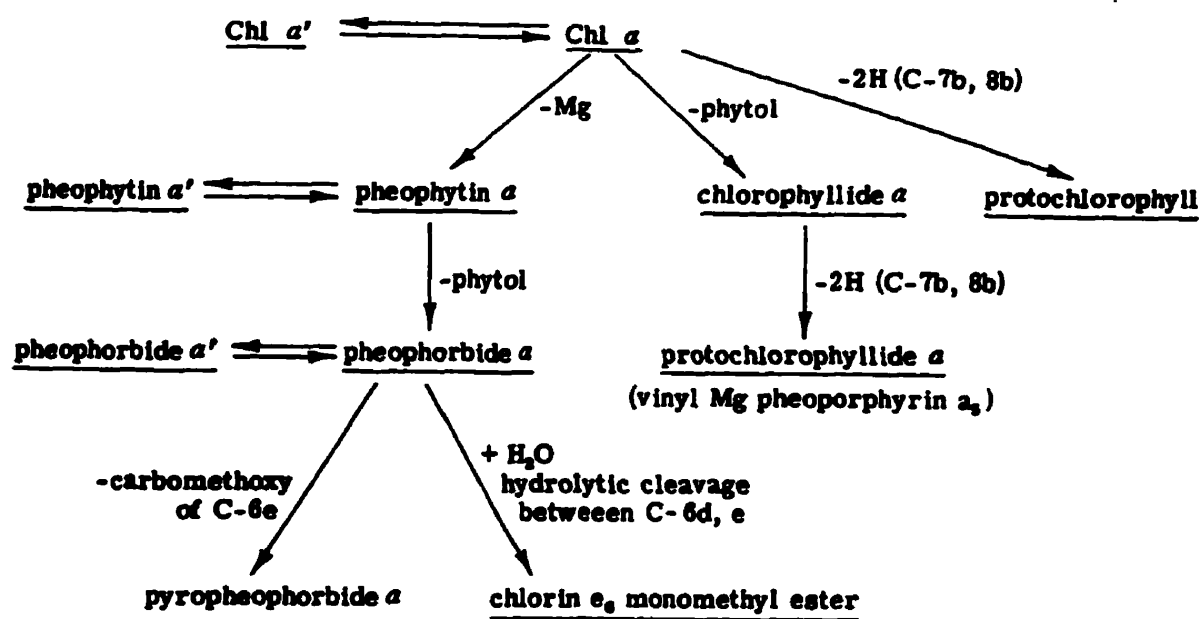 Chl a' Chl a
-2H (C-7b, 8b)
-Mg -phytol
pheophytin a' pheophytin a chlorophyllide a protochlorophyll
-phytol -2H (C-7b, 8b)
pheophorbide a' pheophorbide a protochlorophyllide a
(vinyl Mg pheoporphyrin a₅)
+ H₂O
-carbomethoxy hydrolytic cleavage
of C-6e betweeen C-6d, e
pyropheophorbide a chlorin e₆ monomethyl ester